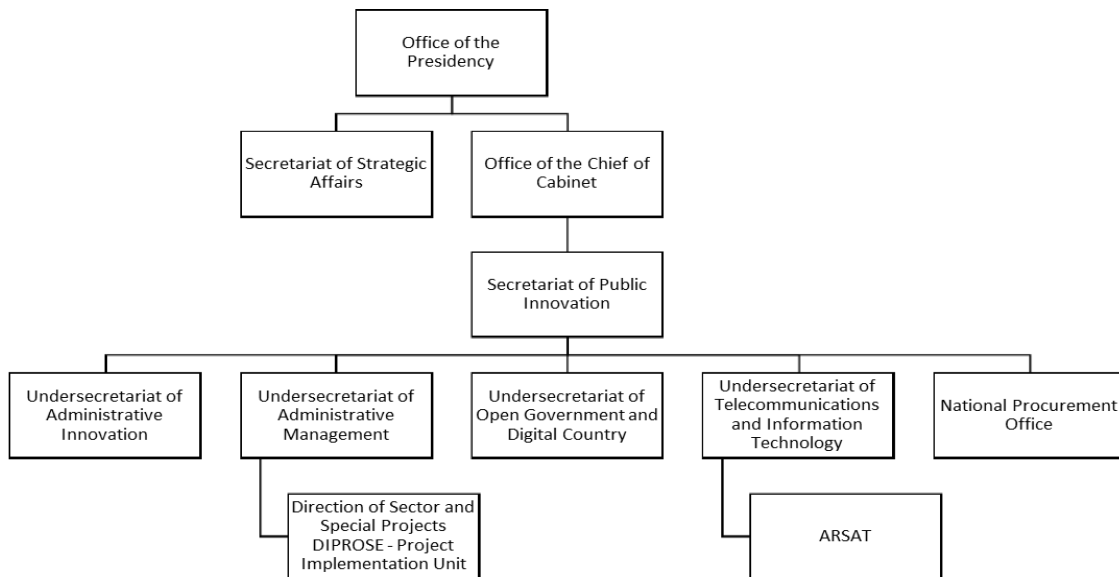 Office of the
Presidency
Secretariat of Strategic
Affairs
Office of the Chief of
Cabinet
Secretariat of Public
Innovation
Undersecretariat of
Administrative
Innovation
Undersecretariat of
Administrative
Management
Undersecretariat of
Open Government and
Digital Country
Undersecretariat of
Telecommunications
and Information
Technology
National Procurement
Office
Direction of Sector and
Special Projects
DIPROSE - Project
Implementation Unit
ARSAT